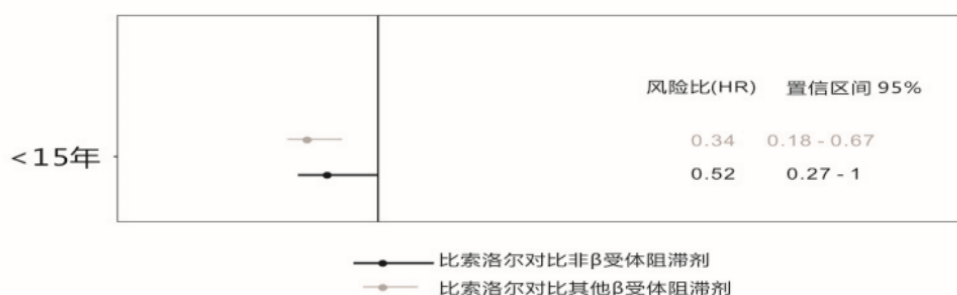 风险比(HR) 置信区间 95%
0.34 0.18 - 0.67
<15年
0.52 0.27 - 1
比索洛尔对比非β受体阻滞剂
比索洛尔对比其他β受体阻滞剂